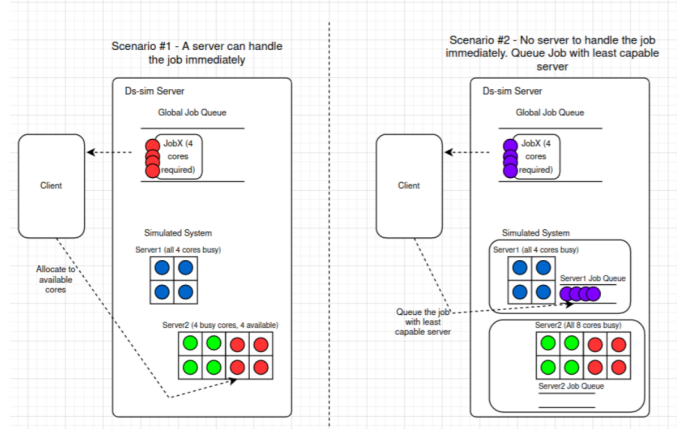 Scenario #1 - A server can handle
the job immediately
Ds-sim Server
Global Job Queue
JobX (4
cores
required)
Client
Simulated System
Server1 (all 4 cores busy)
Allocate to
available
cores
Server2 (4 busy cores, 4 available)
Scenario #2 - No server to handle the job
immediately. Queue Job with least capable
server
Ds-sim Server
Global Job Queue
JobX (4
cores
required)
Client
Simulated System
Server1 (all 4 cores busy)
Server1 Job Queue
Queue the job
with least
capable server
Server2 (All 8 cores busy)
Server2 Job Queue